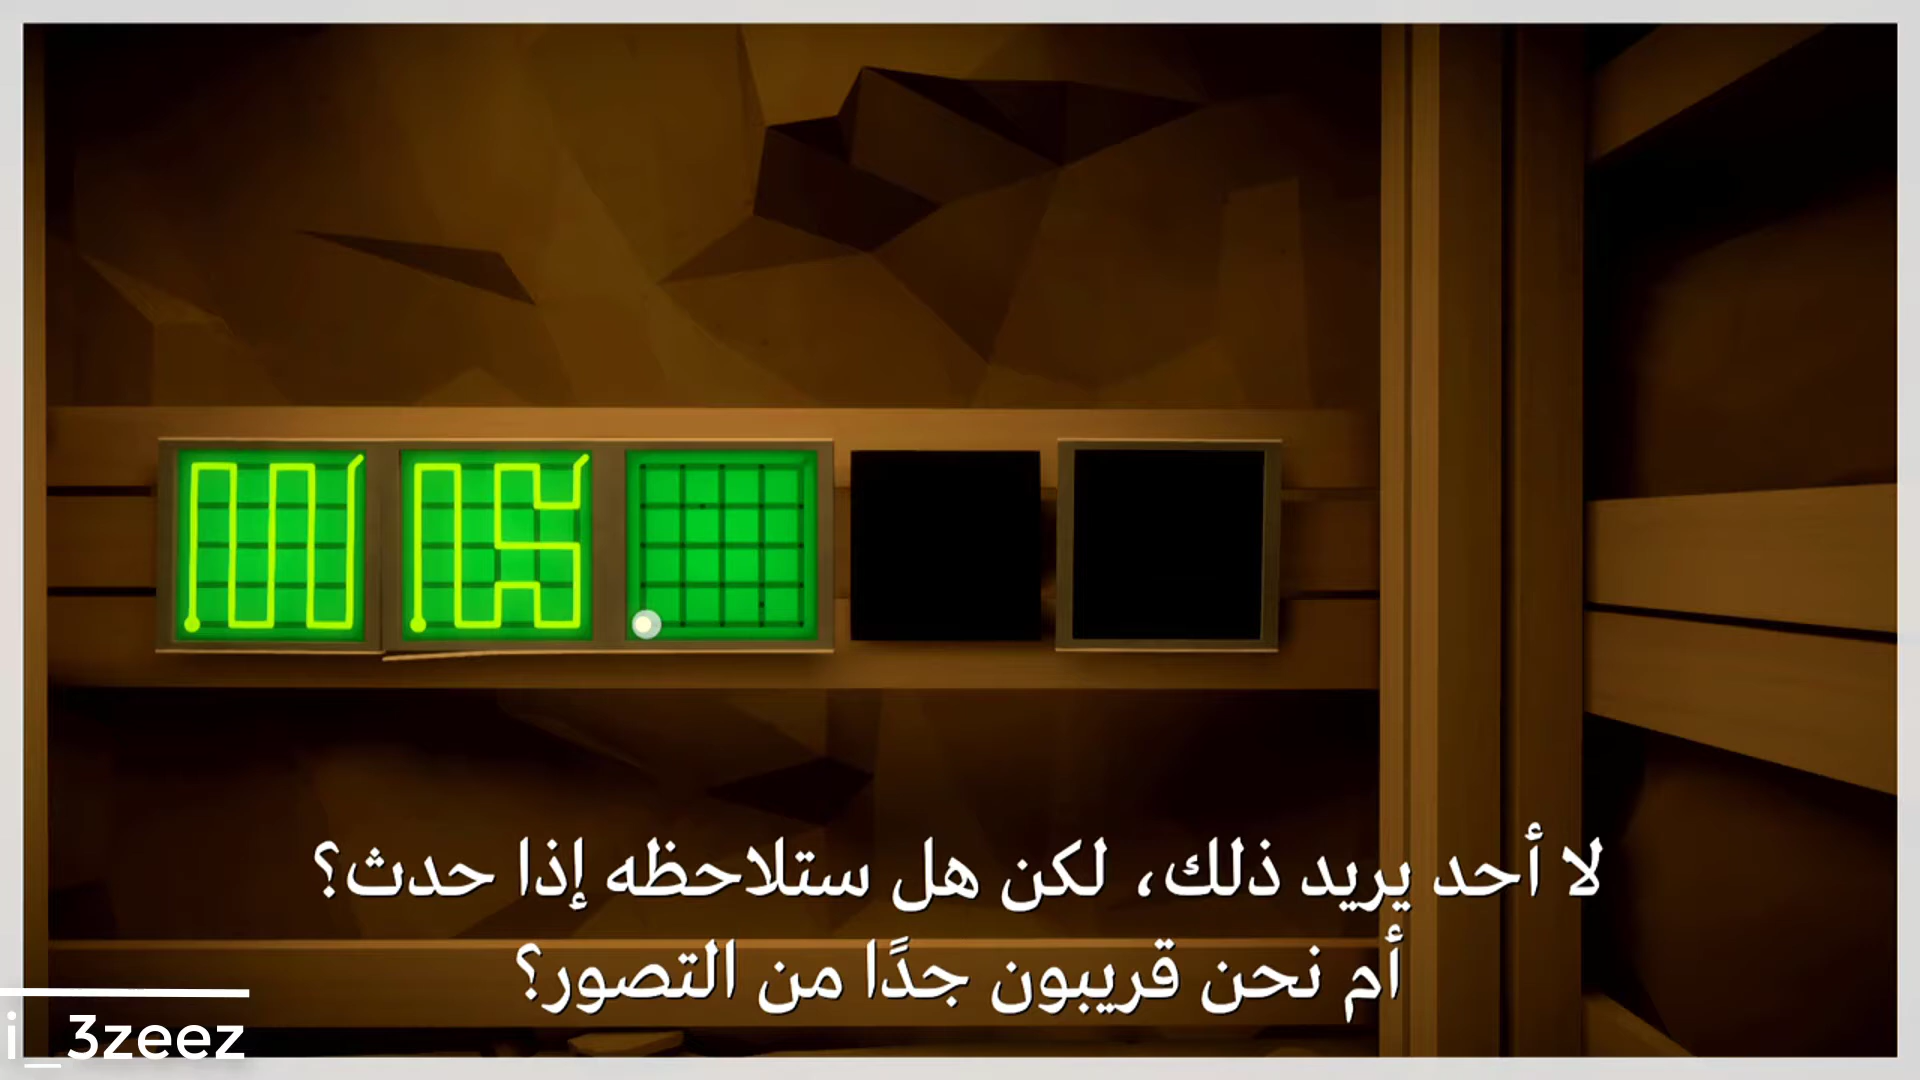 لا أحد يريد ذلك، لكن هل ستلاحظه إذا حدث؟
أم نحن قريبون جدًا من التصور؟
i_3zeez